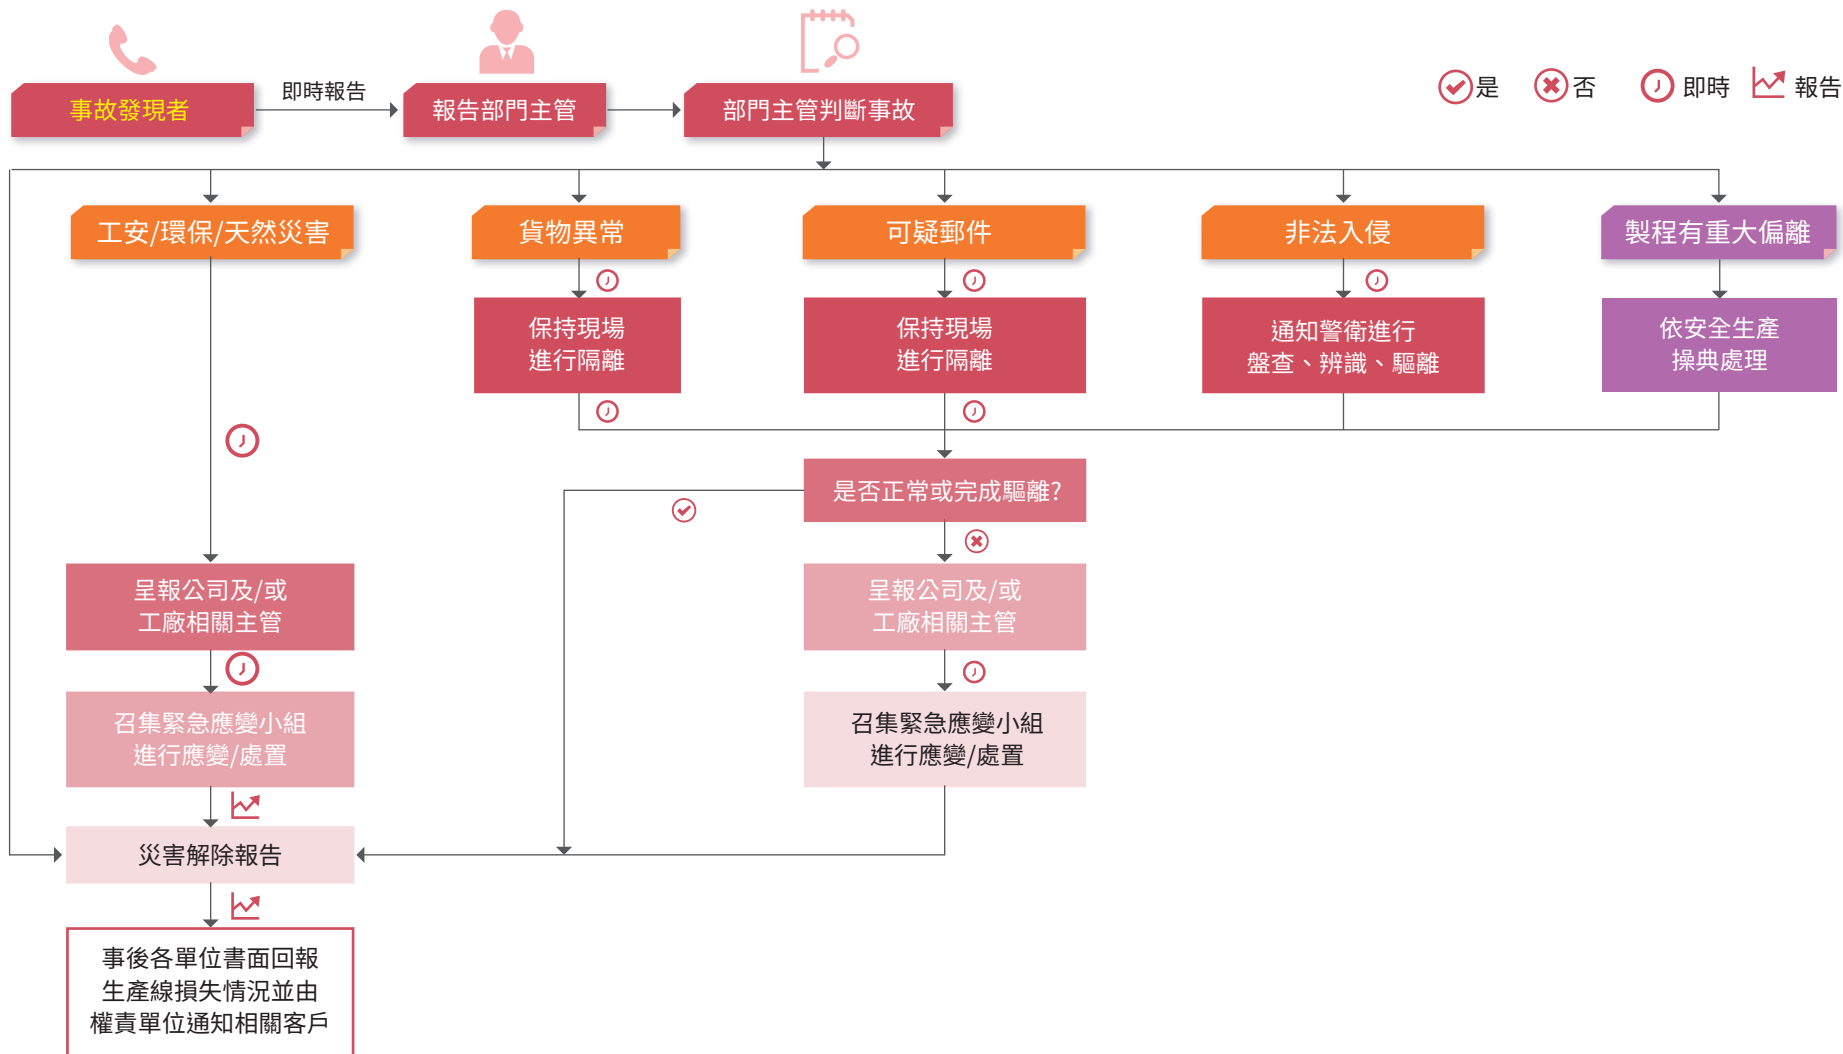 即時報告
事故發現者
報告部門主管
部門主管判斷事故
是
否
即時
報告
工安/環保/天然災害
貨物異常
可疑郵件
非法入侵
製程有重大偏離
保持現場
進行隔離
保持現場
進行隔離
通知警衛進行
盤查、辨識、驅離
依安全生產
操典處理
是否正常或完成驅離?
呈報公司及/或
工廠相關主管
呈報公司及/或
工廠相關主管
召集緊急應變小組
進行應變/處置
召集緊急應變小組
進行應變/處置
災害解除報告
事後各單位書面回報
生產線損失情況並由
權責單位通知相關客戶